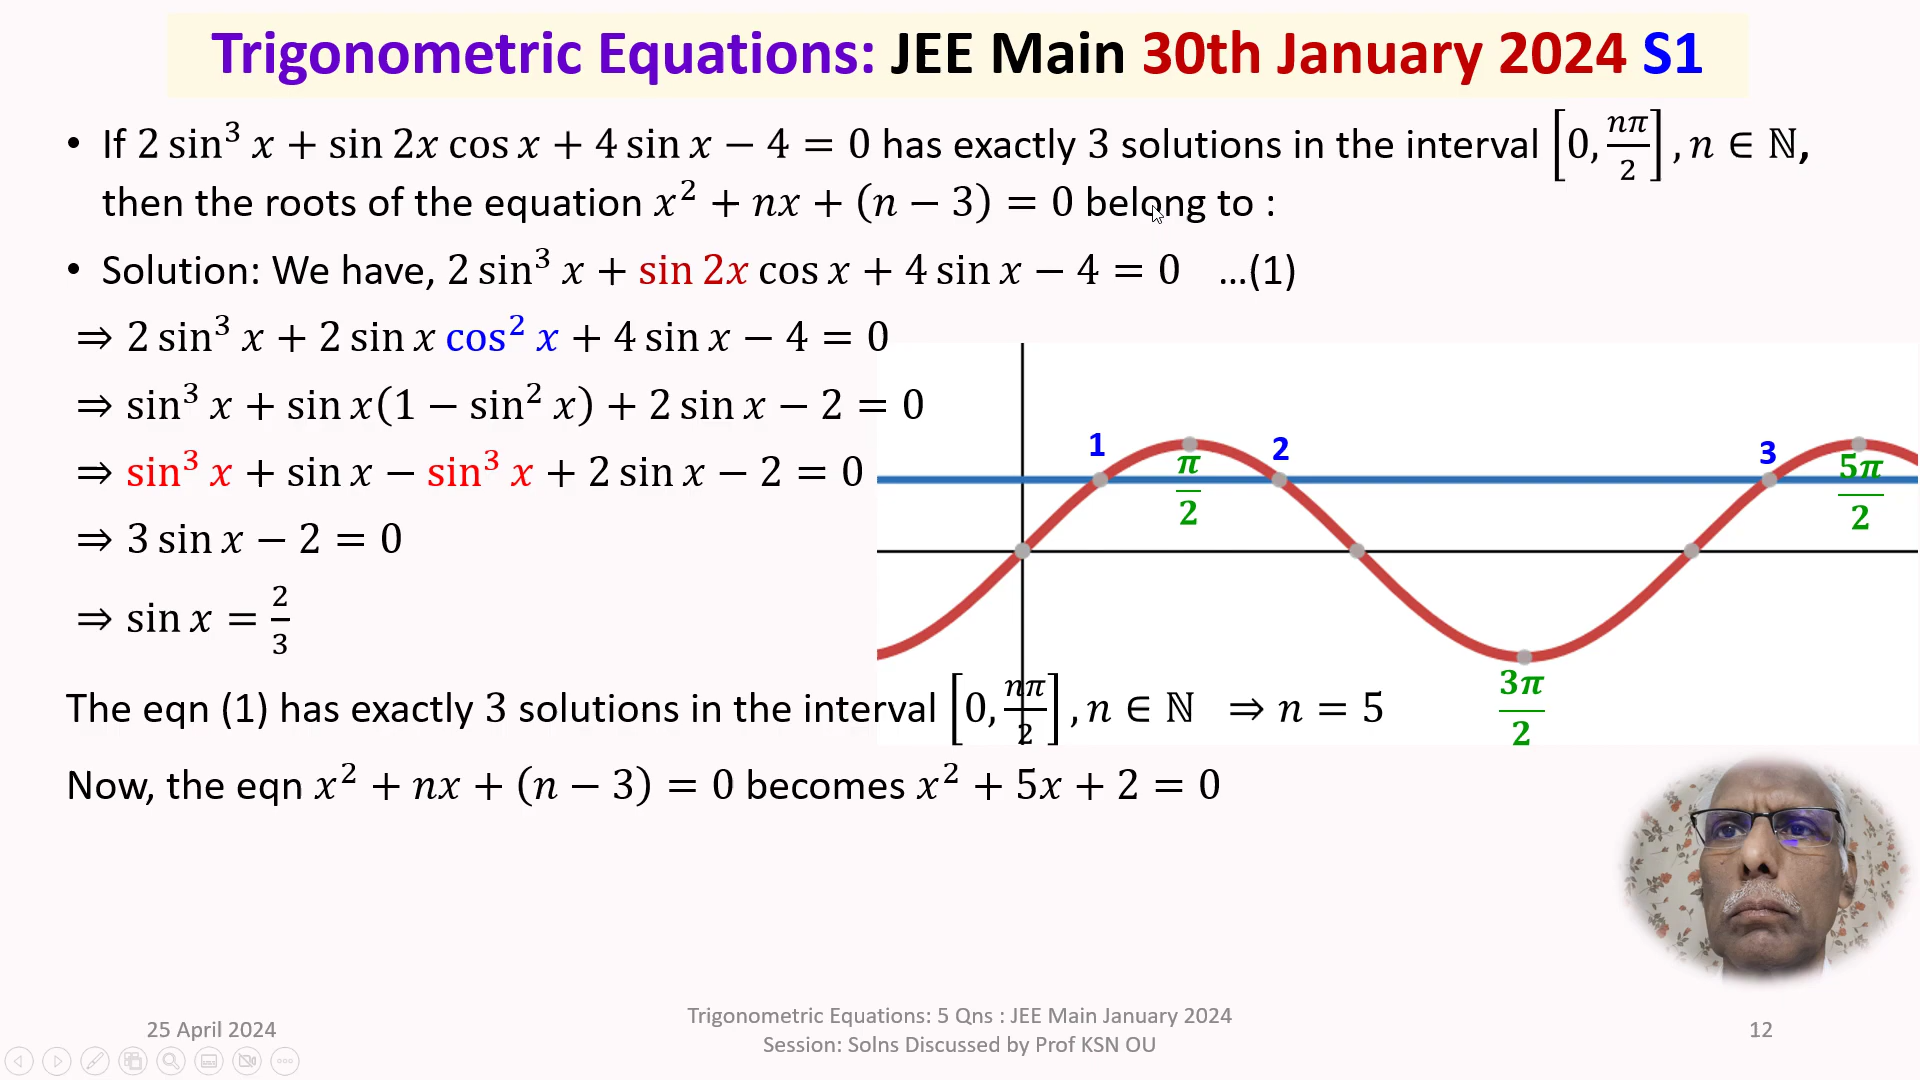 Trigonometric Equations: JEE Main 30th January 2024 S1
• If 2 sin³ x + sin 2x cos x + 4 sin x − 4 = 0 has exactly 3 solutions in the interval [0, nπ/2], n ∈ ℕ,
then the roots of the equation x² + nx + (n − 3) = 0 belong to :
• Solution: We have, 2 sin³ x + sin 2x cos x + 4 sin x − 4 = 0 ...(1)
⇒ 2 sin³ x + 2 sin x cos² x + 4 sin x − 4 = 0
⇒ sin³ x + sin x(1 − sin² x) + 2 sin x − 2 = 0
⇒ sin³ x + sin x − sin³ x + 2 sin x − 2 = 0
⇒ 3 sin x − 2 = 0
⇒ sin x = 2/3
1 2 3
π/2 5π/2
3π/2
The eqn (1) has exactly 3 solutions in the interval [0, nπ/2], n ∈ ℕ ⇒ n = 5
Now, the eqn x² + nx + (n − 3) = 0 becomes x² + 5x + 2 = 0
25 April 2024
Trigonometric Equations: 5 Qns : JEE Main January 2024
Session: Solns Discussed by Prof KSN OU
12